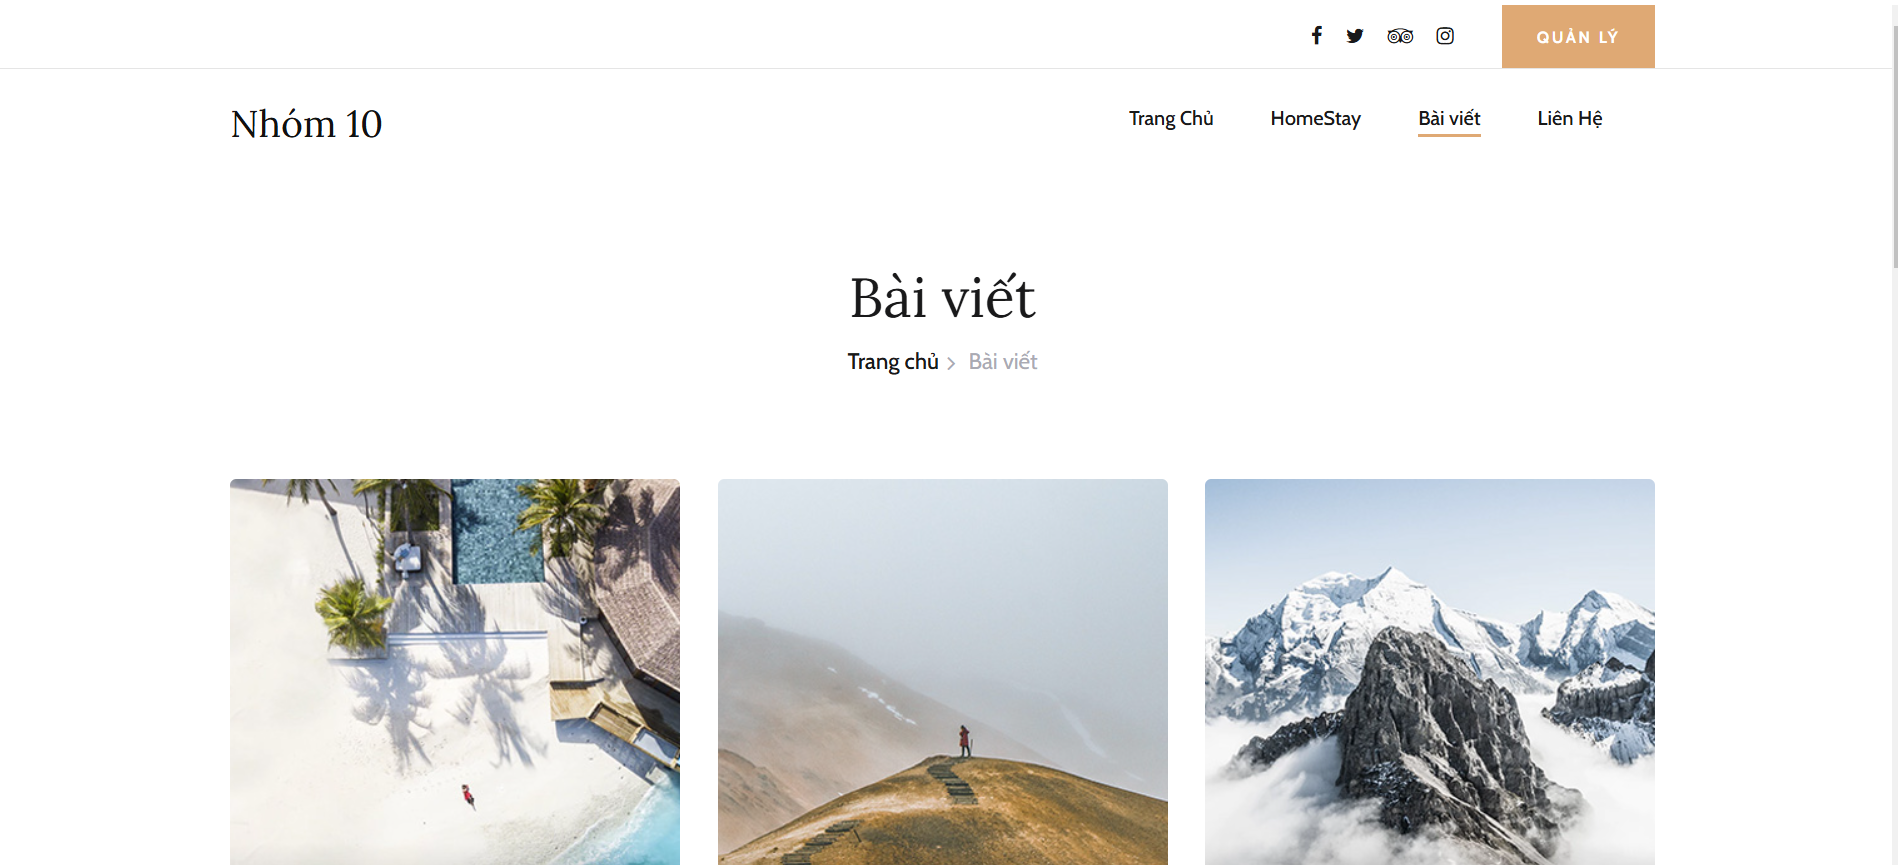 QUẢN LÝ
Nhóm 10
Trang Chủ HomeStay Bài viết Liên Hệ
Bài viết
Trang chủ > Bài viết